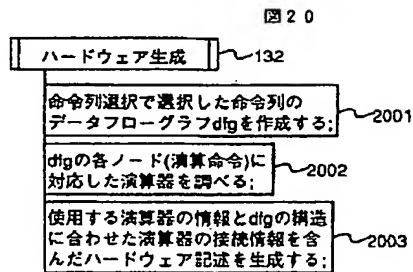 図20
ハードウェア生成
132
命令列選択で選択した命令列の
データフローグラフdfgを作成する;
2001
dfgの各ノード(演算命令)に
対応した演算器を調べる;
2002
使用する演算器の情報とdfgの構造
に合わせた演算器の接続情報を含
んだハードウェア記述を生成する;
2003